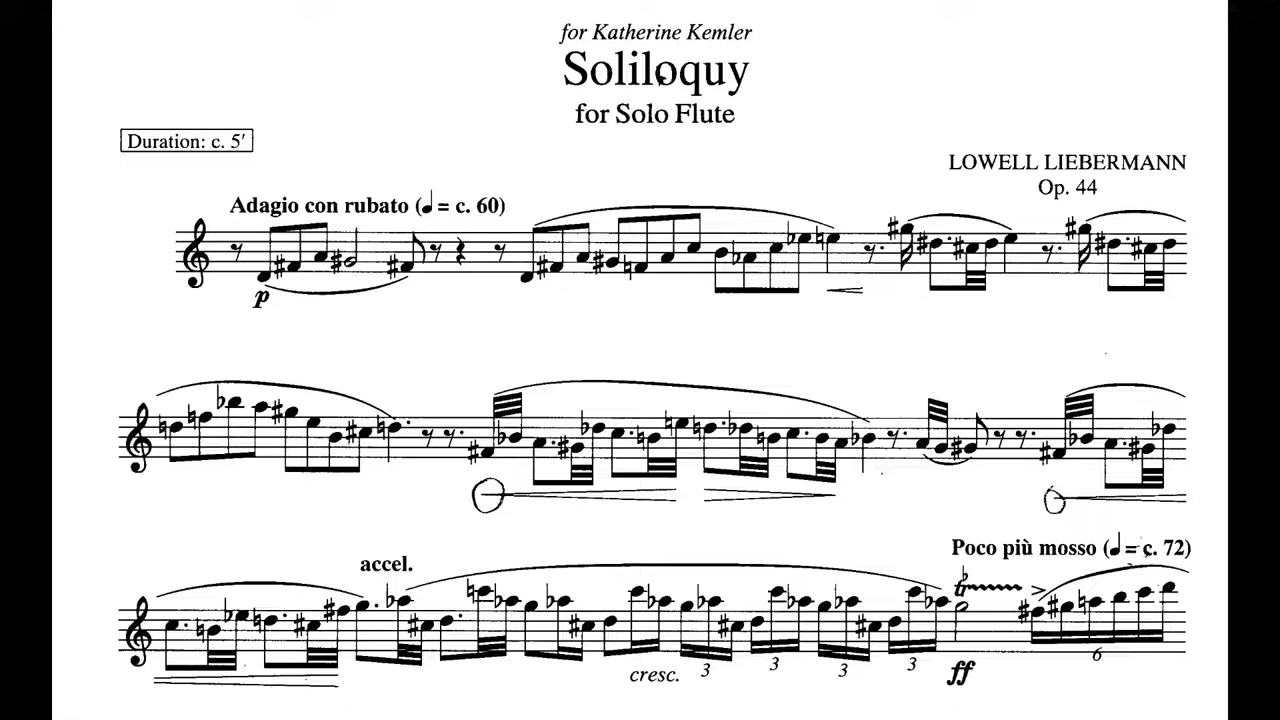 for Katherine Kemler
Soliloquy
for Solo Flute
Duration: c. 5′
LOWELL LIEBERMANN
Op. 44
Adagio con rubato (♩ = c. 60)
p
accel.
Poco più mosso (♩ = c. 72)
tr
cresc.
3
3
3
3
ff
6